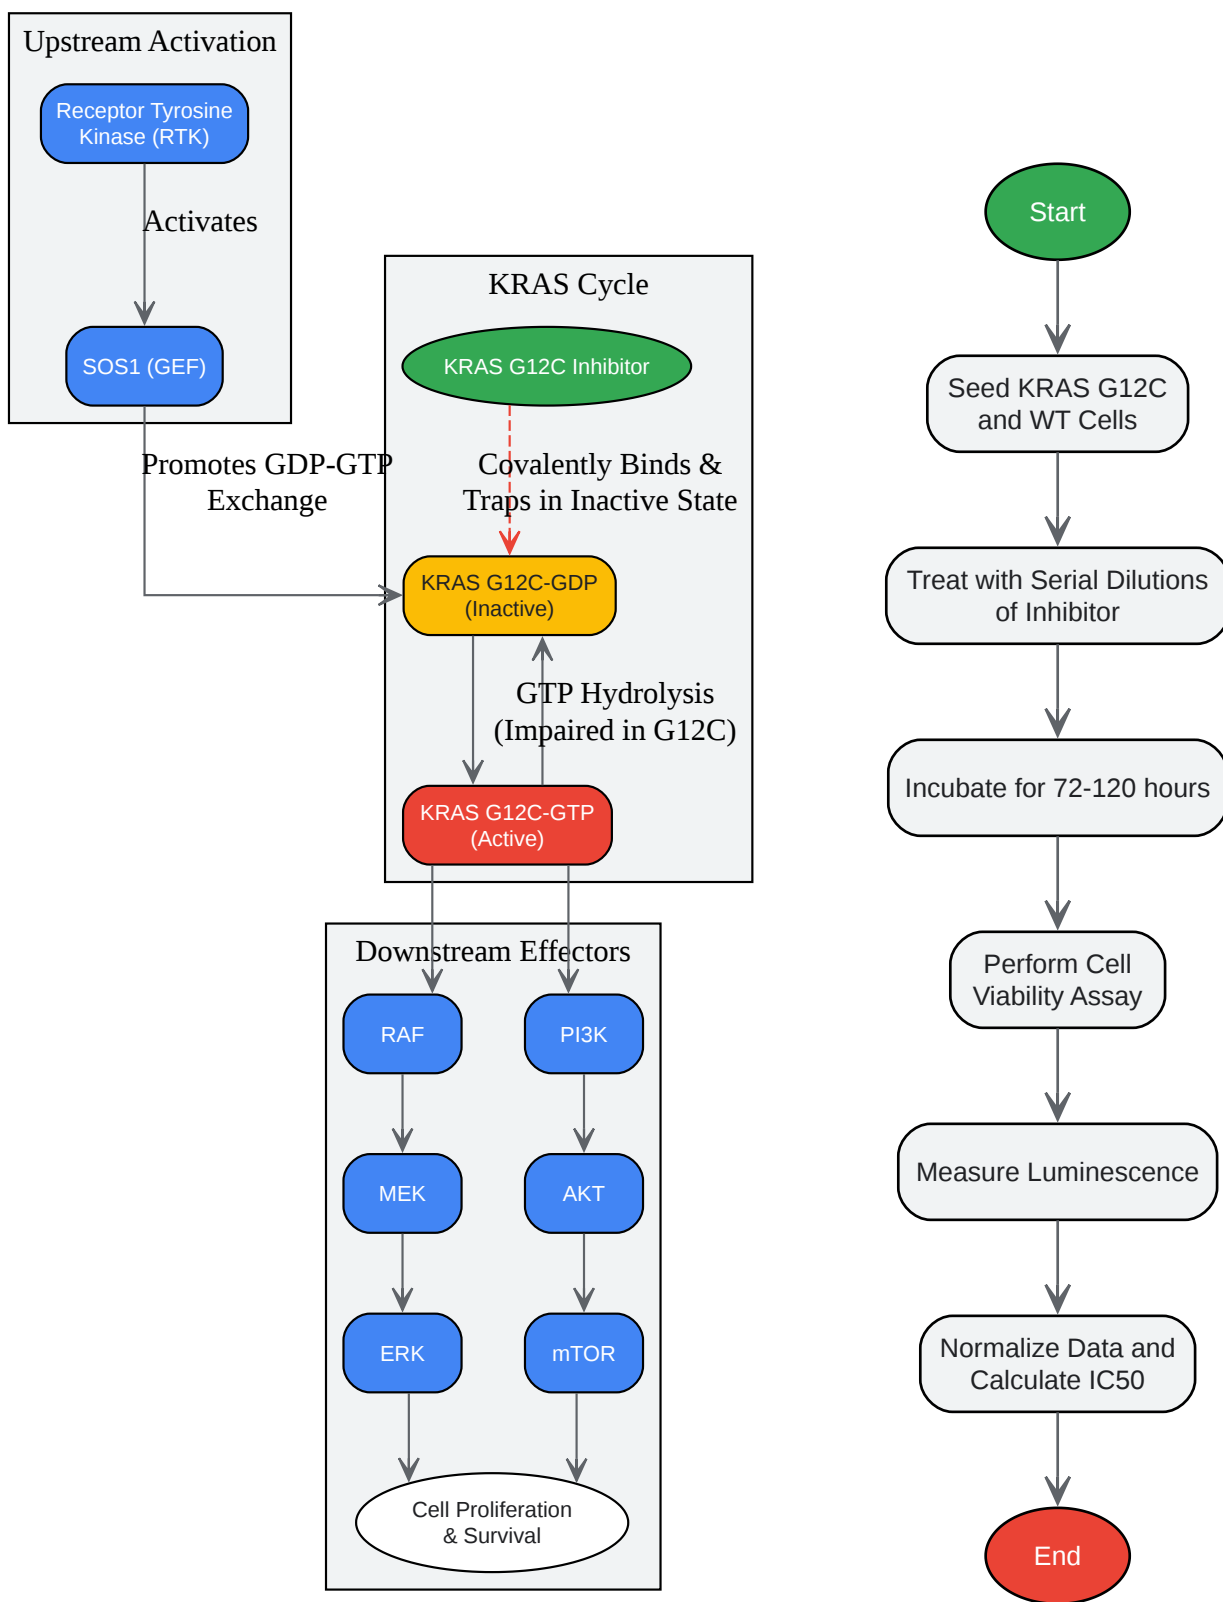 Upstream Activation
Receptor Tyrosine
Kinase (RTK)
Activates
SOS1 (GEF)
Promotes GDP-GTP
Exchange
KRAS Cycle
KRAS G12C Inhibitor
Covalently Binds &
Traps in Inactive State
KRAS G12C-GDP
(Inactive)
GTP Hydrolysis
(Impaired in G12C)
KRAS G12C-GTP
(Active)
Downstream Effectors
RAF
PI3K
MEK
AKT
ERK
mTOR
Cell Proliferation
& Survival
Start
Seed KRAS G12C
and WT Cells
Treat with Serial Dilutions
of Inhibitor
Incubate for 72-120 hours
Perform Cell
Viability Assay
Measure Luminescence
Normalize Data and
Calculate IC50
End